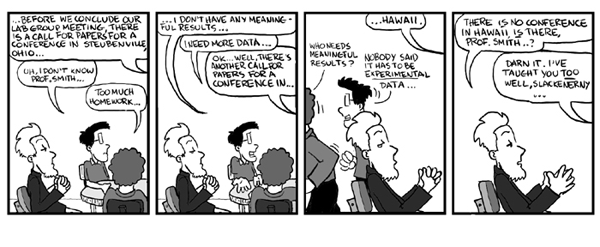 ...BEFORE WE CONCLUDE OUR
LAB GROUP MEETING, THERE
IS A CALL FOR PAPERS FOR A
CONFERENCE IN STEUBENVILLE,
OHIO...
UH, I DON'T KNOW
PROF. SMITH...
TOO MUCH
HOMEWORK...
...I DON'T HAVE ANY MEANING-
FUL RESULTS...
I NEED MORE DATA...
OK... WELL, THERE'S
ANOTHER CALL FOR
PAPERS FOR A
CONFERENCE IN...
...HAWAII.
WHO NEEDS
MEANINGFUL
RESULTS?
NOBODY SAID
IT HAS TO BE
EXPERIMENTAL
DATA...
THERE IS NO CONFERENCE
IN HAWAII IS THERE,
PROF. SMITH..?
DARN IT. I'VE
TAUGHT YOU TOO
WELL, SLACKENERNY
...